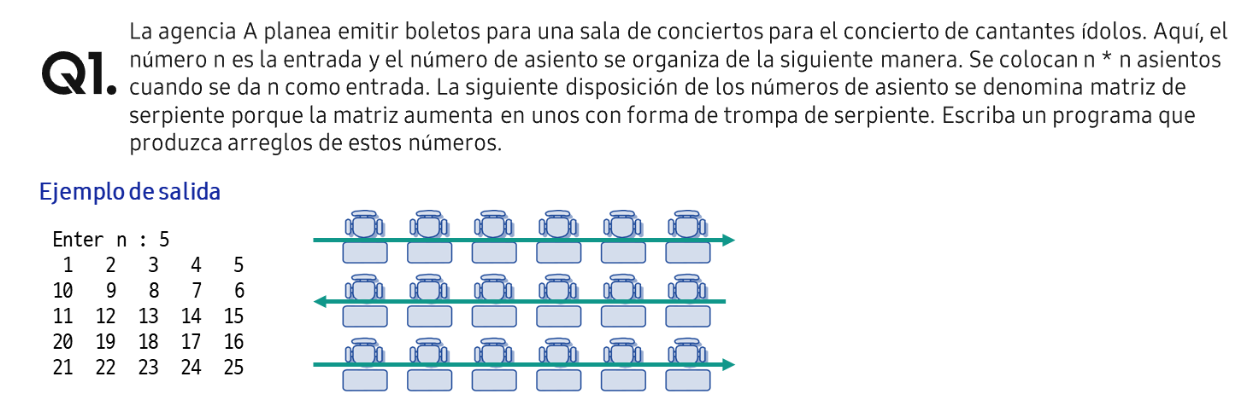 Q1.
La agencia A planea emitir boletos para una sala de conciertos para el concierto de cantantes ídolos. Aquí, el
número n es la entrada y el número de asiento se organiza de la siguiente manera. Se colocan n * n asientos
cuando se da n como entrada. La siguiente disposición de los números de asiento se denomina matriz de
serpiente porque la matriz aumenta en unos con forma de trompa de serpiente. Escriba un programa que
produzca arreglos de estos números.
Ejemplo de salida
Enter n : 5
1 2 3 4 5
10 9 8 7 6
11 12 13 14 15
20 19 18 17 16
21 22 23 24 25